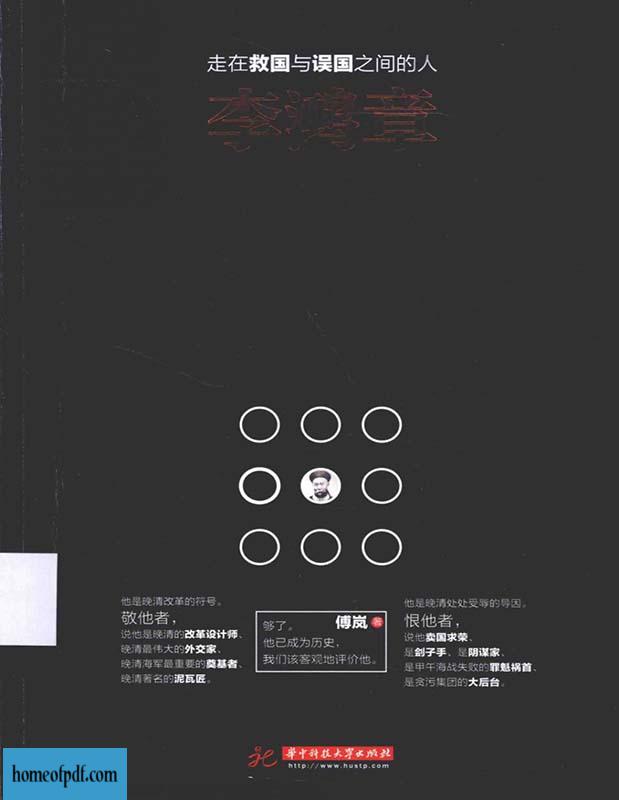 走在救国与误国之间的人
李鸿章
他是晚清改革的符号。
敬他者，
说他是晚清的改革设计师、
晚清最伟大的外交家、
晚清海军最重要的奠基者、
晚清著名的泥瓦匠。
够了。
傅岚 著
他已成为历史，
我们该客观地评价他。
他是晚清处处受辱的导因。
恨他者，
说他卖国求荣、
是刽子手、是阴谋家、
是甲午海战失败的罪魁祸首、
是贪污集团的大后台。
华中科技大学出版社
http://www.hustp.com
homeofpdf.com